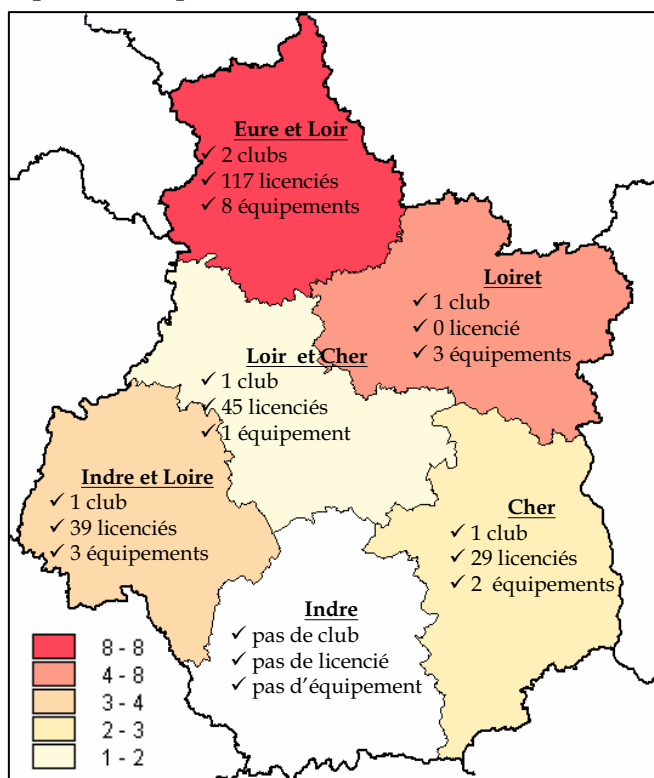 Eure et Loir
✓ 2 clubs
✓ 117 licenciés
✓ 8 équipements
Loiret
✓ 1 club
✓ 0 licencié
✓ 3 équipements
Loir et Cher
✓ 1 club
✓ 45 licenciés
✓ 1 équipement
Indre et Loire
✓ 1 club
✓ 39 licenciés
✓ 3 équipements
Cher
✓ 1 club
✓ 29 licenciés
✓ 2 équipements
Indre
✓ pas de club
✓ pas de licencié
✓ pas d’équipement
8 - 8
4 - 8
3 - 4
2 - 3
1 - 2